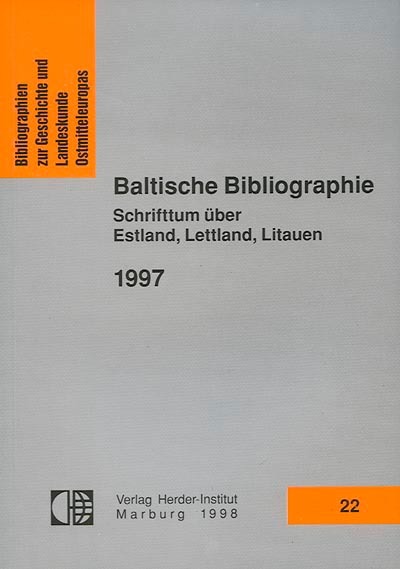 Bibliographien
zur Geschichte und
Landeskunde
Ostmitteleuropas
Baltische Bibliographie
Schrifttum über
Estland, Lettland, Litauen
1997
Verlag Herder-Institut
Marburg 1998
22